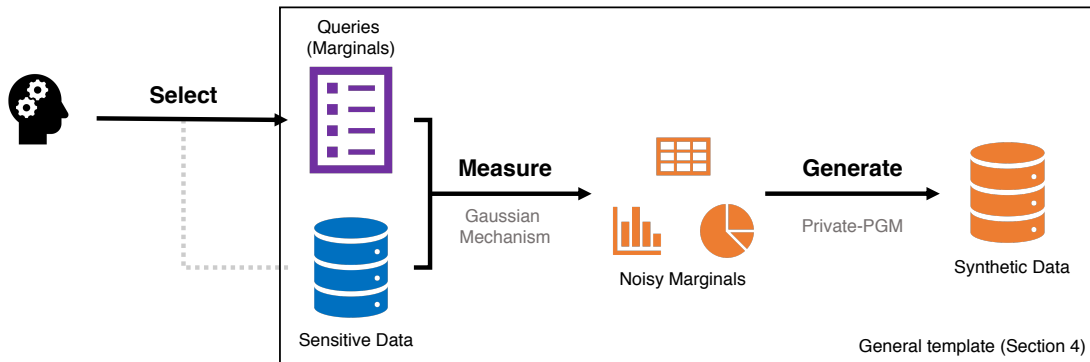 Queries
(Marginals)
Select
Measure
Gaussian
Mechanism
Generate
Private-PGM
Noisy Marginals
Synthetic Data
Sensitive Data
General template (Section 4)